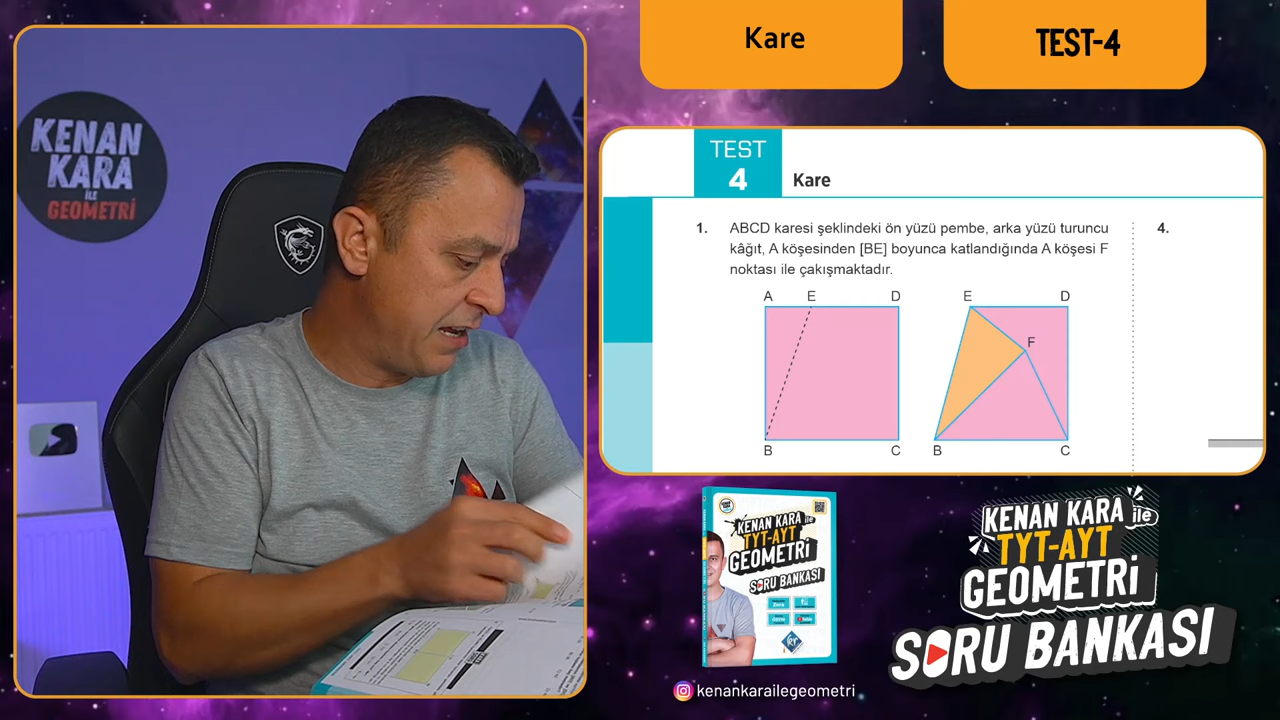 Kare
TEST-4
KENAN
KARA
İLE
GEOMETRİ
TEST
4
Kare
1.
ABCD karesi şeklindeki ön yüzü pembe, arka yüzü turuncu
kâğıt, A köşesinden [BE] boyunca katlandığında A köşesi F
noktası ile çakışmaktadır.
4.
A E D
B C
E D
F
B C
KENAN KARA ile
TYT-AYT
GEOMETRİ
SORU BANKASI
KENAN KARA ile
TYT-AYT
GEOMETRİ
SORU BANKASI
kenankarailegeometri